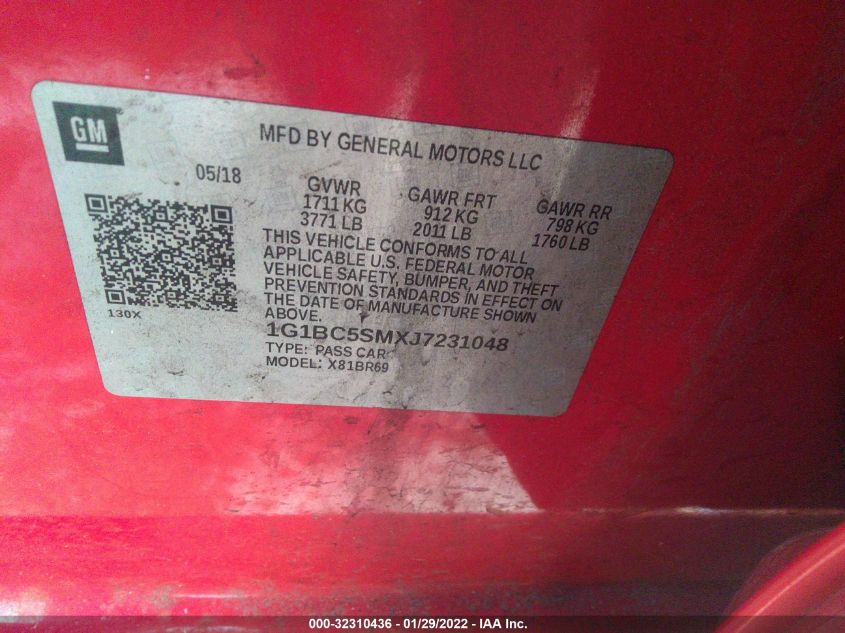 GM
MFD BY GENERAL MOTORS LLC
05/18
GVWR GAWR FRT GAWR RR
1711 KG 912 KG 798 KG
3771 LB 2011 LB 1760 LB
THIS VEHICLE CONFORMS TO ALL
APPLICABLE U.S. FEDERAL MOTOR
VEHICLE SAFETY, BUMPER, AND THEFT
PREVENTION STANDARDS IN EFFECT ON
THE DATE OF MANUFACTURE SHOWN
ABOVE.
130X
1G1BC5SMXJ7231048
TYPE: PASS CAR
MODEL: X81BR69
000-32310436 - 01/29/2022 - IAA Inc.